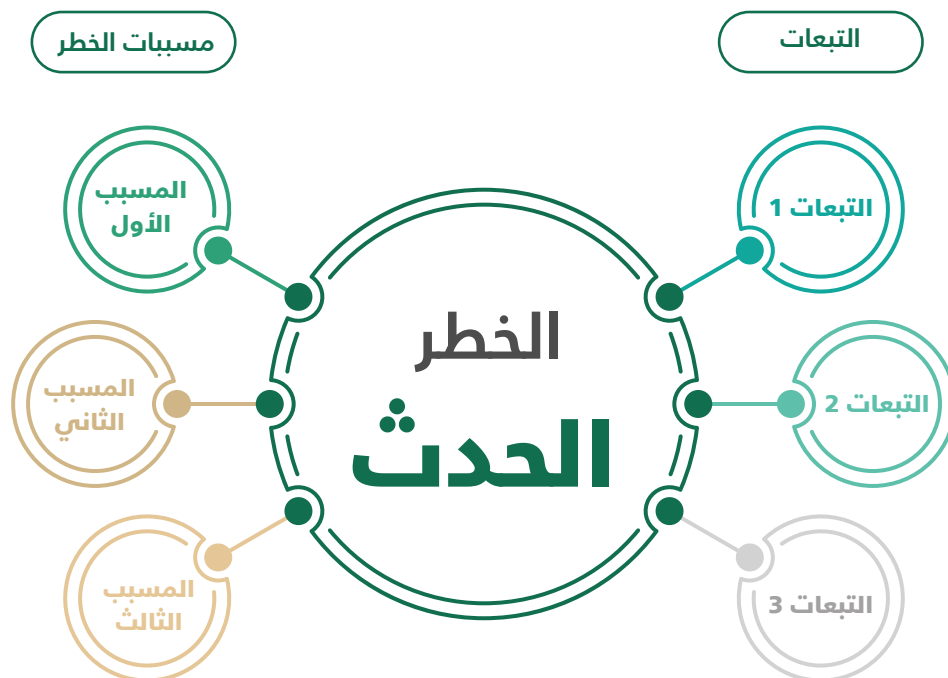 التبعات
مسببات الخطر
التبعات 1
التبعات 2
التبعات 3
الخطر
الحدث
المسبب
الأول
المسبب
الثاني
المسبب
الثالث